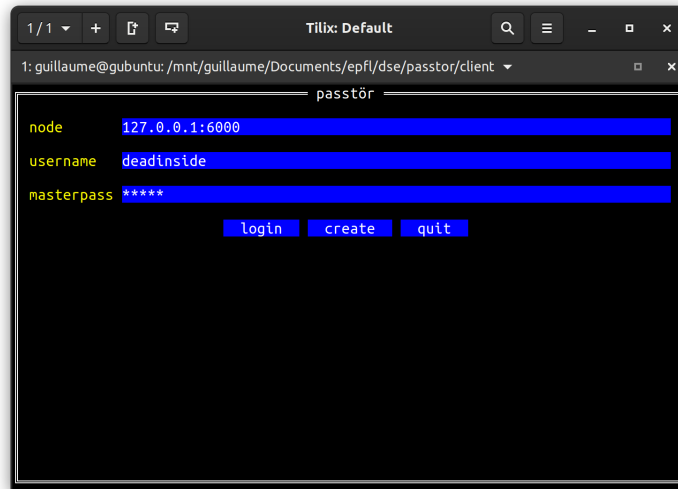 1 / 1 Tilix: Default
1: guillaume@gubuntu: /mnt/guillaume/Documents/epfl/dse/passtor/client
passtör
node 127.0.0.1:6000
username deadinside
masterpass *****
login create quit